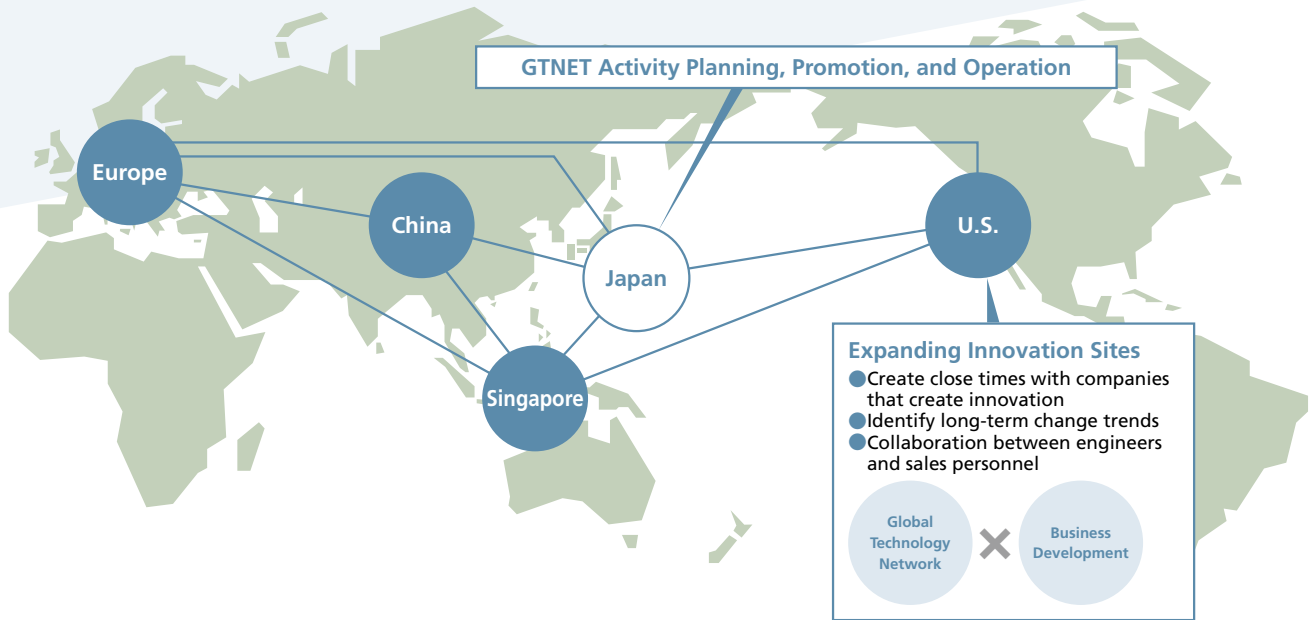 GTNET Activity Planning, Promotion, and Operation
Europe
China
U.S.
Japan
Singapore
Expanding Innovation Sites
●Create close times with companies
that create innovation
●Identify long-term change trends
●Collaboration between engineers
and sales personnel
Global
Technology
Network
×
Business
Development